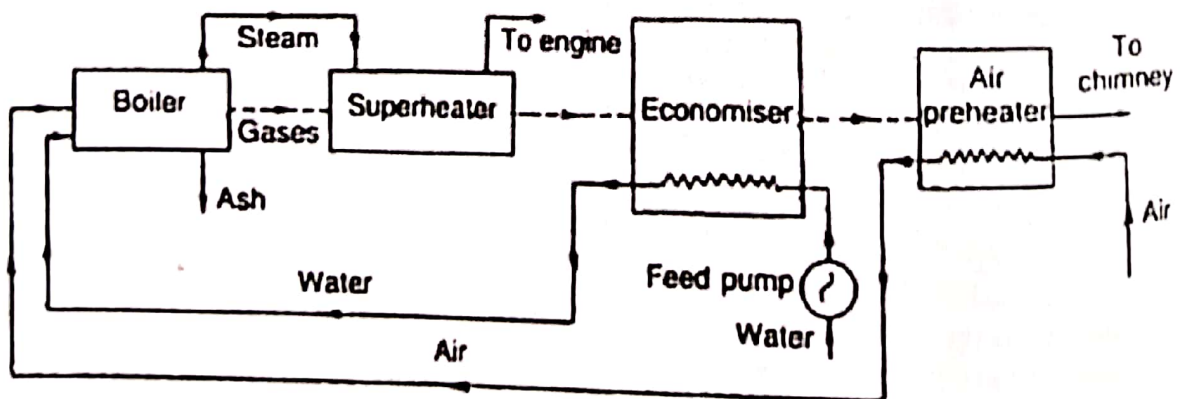 Steam
To engine
To
chimney
Boiler
Gases
Superheater
Economiser
Air
preheater
Ash
Air
Water
Feed pump
Water
Air